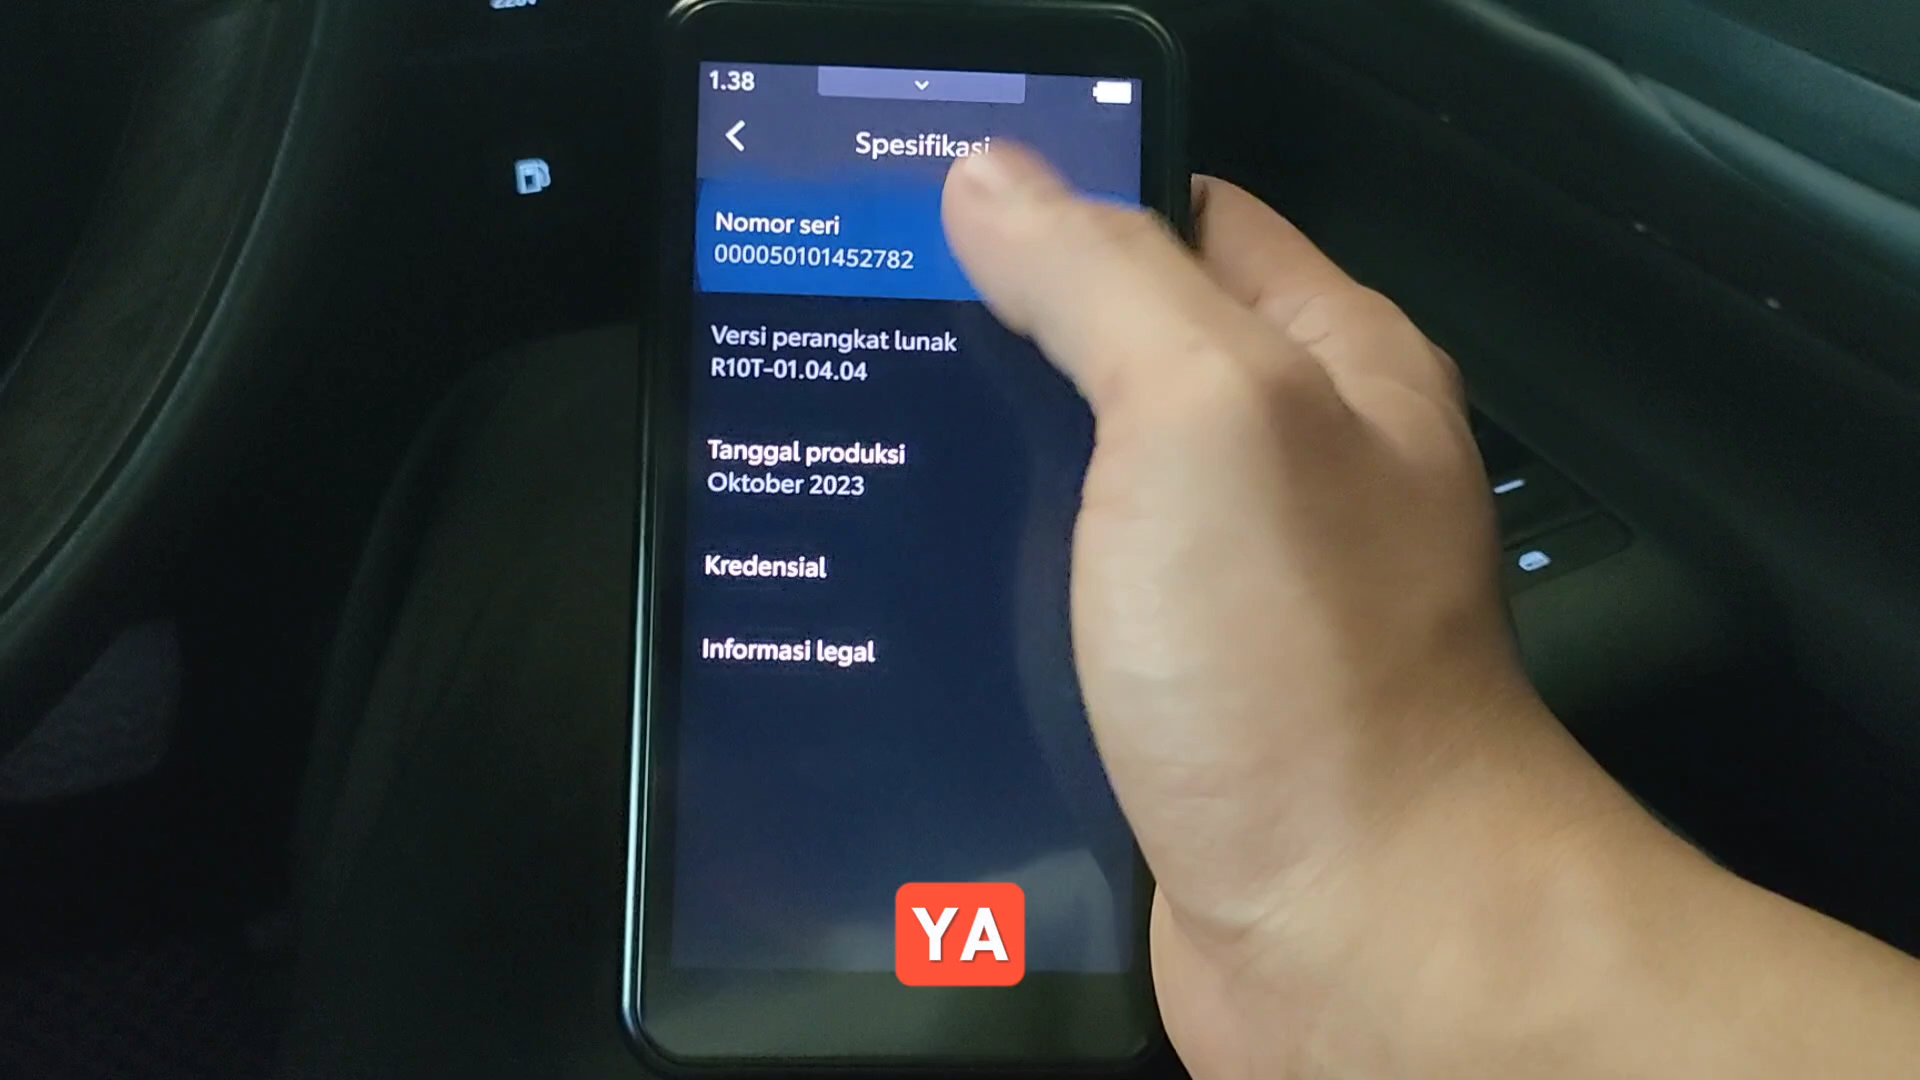 1.38
Spesifikasi
Nomor seri
000050101452782
Versi perangkat lunak
R10T-01.04.04
Tanggal produksi
Oktober 2023
Kredensial
Informasi legal
YA